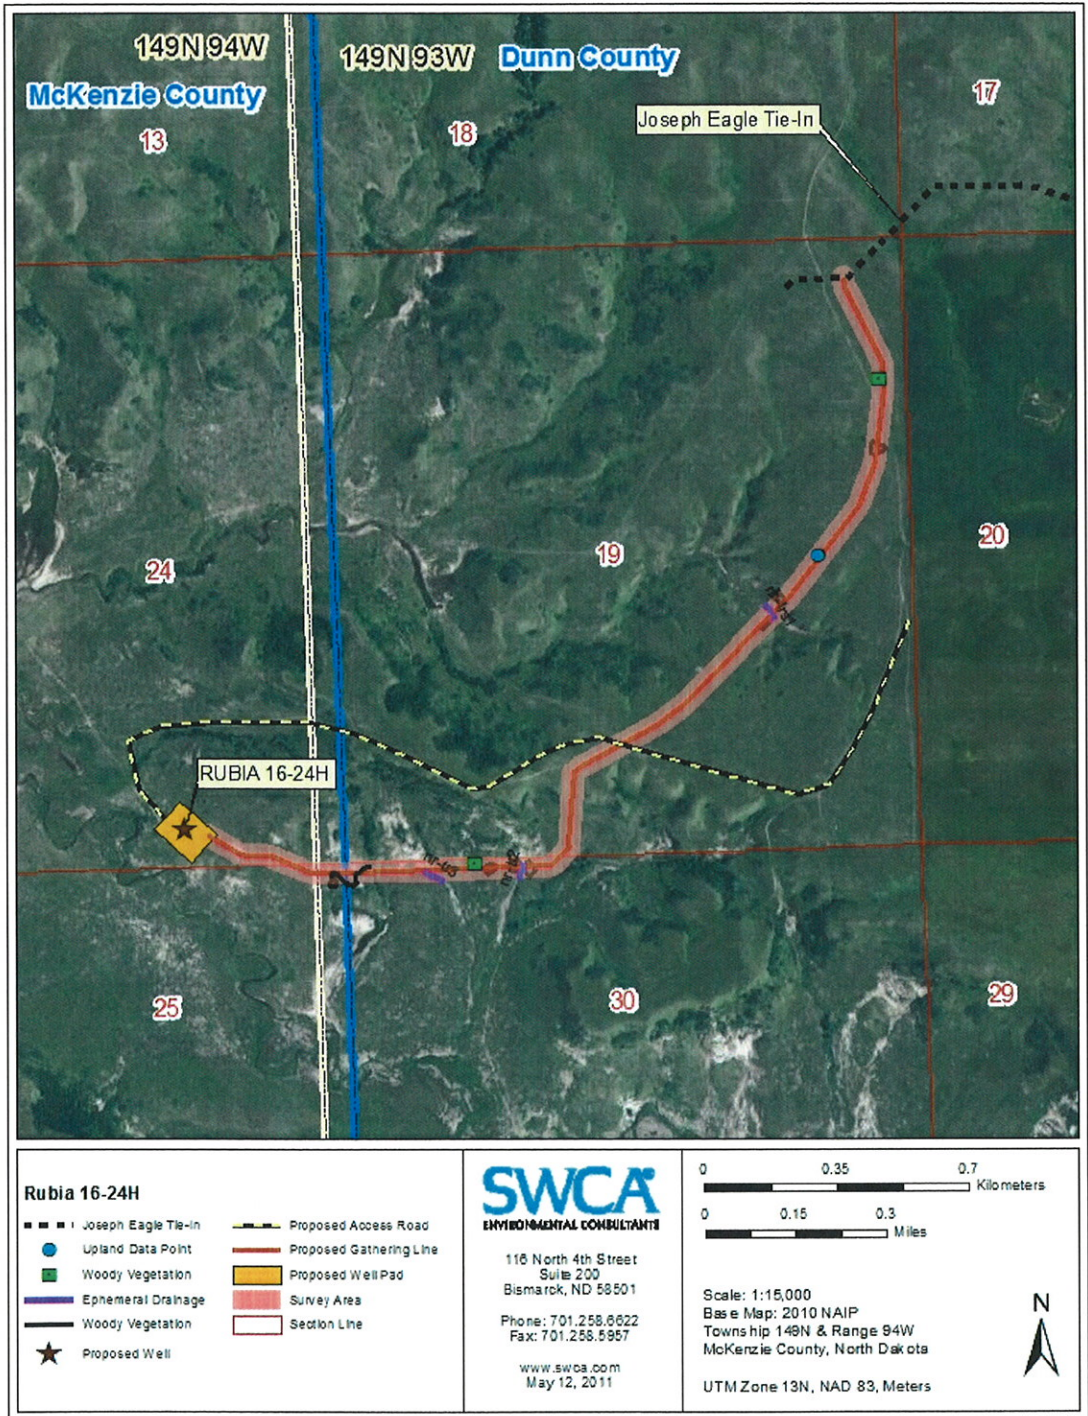 149N 94W
149N 93W
Dunn County
McKenzie County
17
Joseph Eagle Tie-In
13
18
24
19
20
RUBIA 16-24H
25
30
29
Rubia 16-24H
Joseph Eagle Tie-In
Upland Data Point
Woody Vegetation
Ephemeral Drainage
Woody Vegetation
Proposed Well
Proposed Access Road
Proposed Gathering Line
Proposed Well Pad
Survey Area
Section Line
SWCA®
ENVIRONMENTAL CONSULTANTS
116 North 4th Street
Suite 200
Bismarck, ND 58501
Phone: 701.258.6622
Fax: 701.258.5957
www.swca.com
May 12, 2011
0 0.35 0.7
Kilometers
0 0.15 0.3
Miles
Scale: 1:15,000
Base Map: 2010 NAIP
Township 149N & Range 94W
McKenzie County, North Dakota
UTM Zone 13N, NAD 83, Meters
N